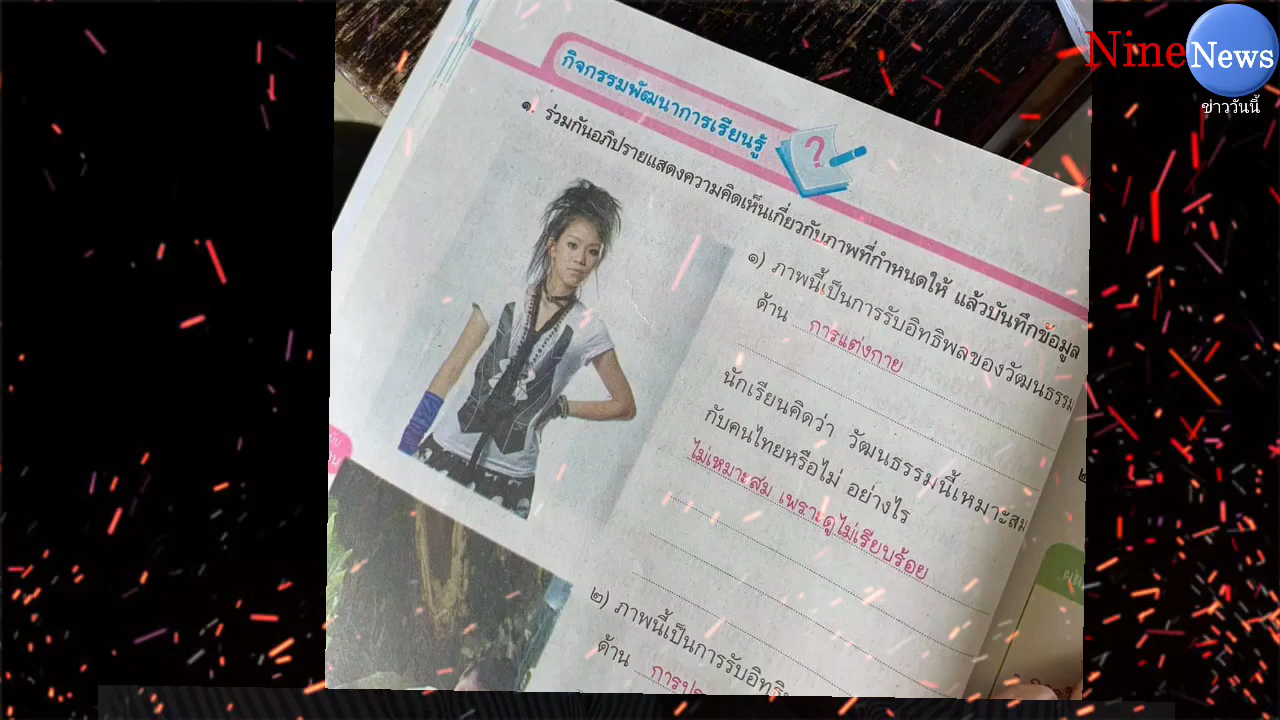 Nine News
ข่าววันนี้
กิจกรรมพัฒนาการเรียนรู้
?
๑. ร่วมกันอภิปรายแสดงความคิดเห็นเกี่ยวกับภาพที่กำหนดให้ แล้วบันทึกข้อมูล
๑) ภาพนี้เป็นการรับอิทธิพลของวัฒนธรรม
ด้าน การแต่งกาย
นักเรียนคิดว่า วัฒนธรรมนี้เหมาะสม
กับคนไทยหรือไม่ อย่างไร
ไม่เหมาะสม เพราะดูไม่เรียบร้อย
๒) ภาพนี้เป็นการรับอิทธิ
ด้าน